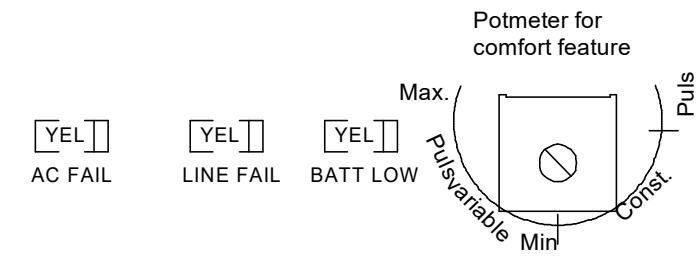 Potmeter for
comfort feature
Max.
Puls
YEL
YEL
YEL
AC FAIL
LINE FAIL
BATT LOW
Pulsvariable
Const.
Min